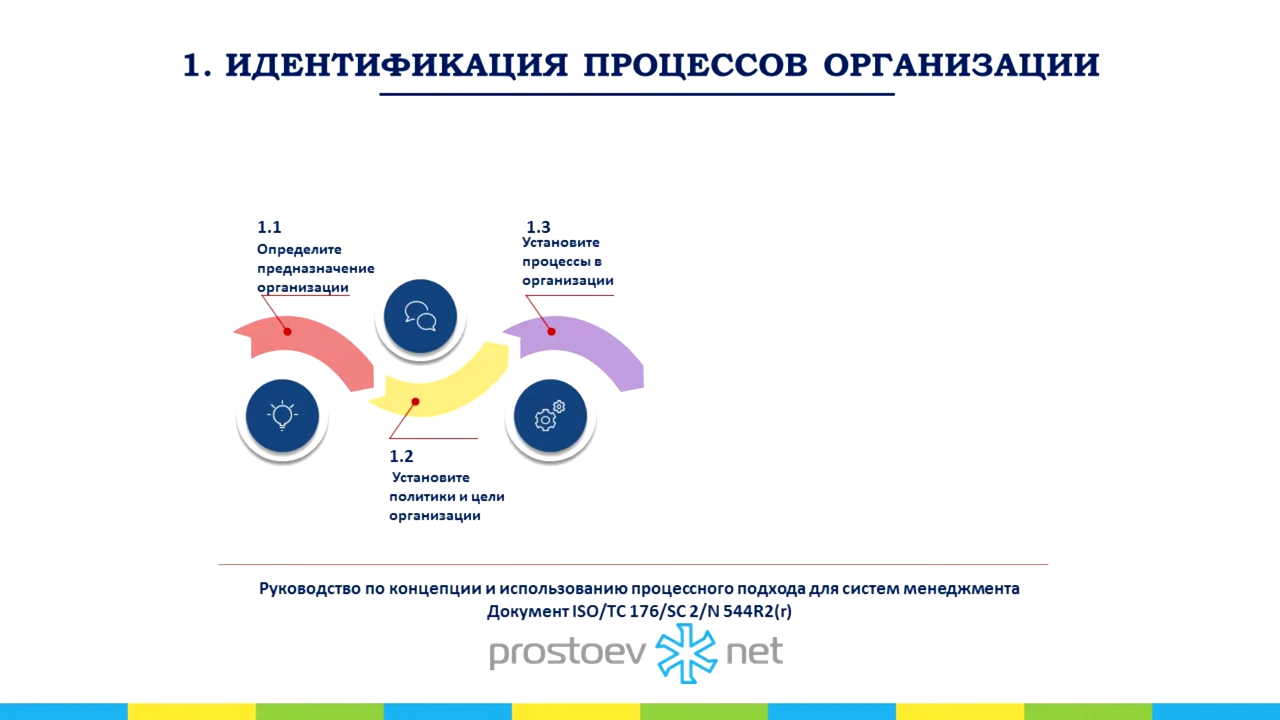 1. ИДЕНТИФИКАЦИЯ ПРОЦЕССОВ ОРГАНИЗАЦИИ
1.1
Определите
предназначение
организации
1.3
Установите
процессы в
организации
1.2
Установите
политики и цели
организации
Руководство по концепции и использованию процессного подхода для систем менеджмента
Документ ISO/TC 176/SC 2/N 544R2(r)
prostoev net